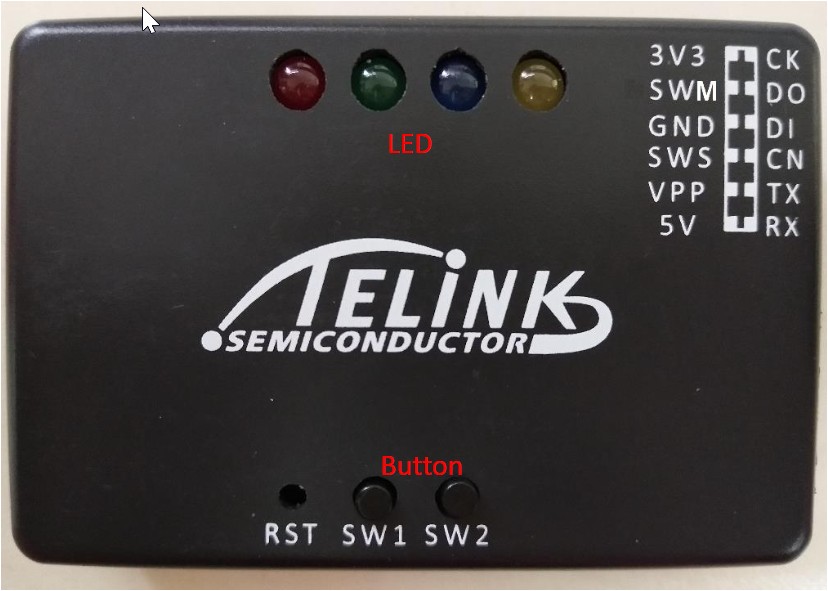 3V3 CK
SWM DO
GND DI
SWS CN
VPP TX
5V RX
LED
TELiNK
SEMICONDUCTOR
Button
RST SW1 SW2